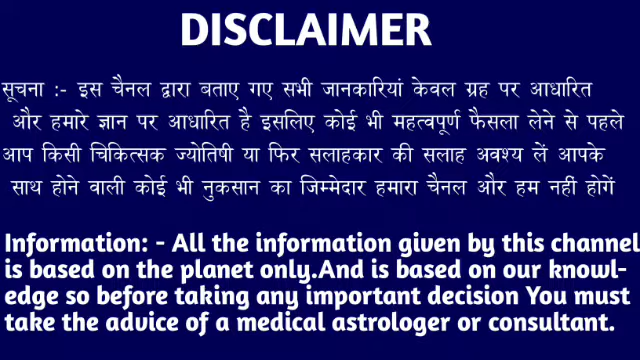 DISCLAIMER
सूचना :- इस चैनल द्वारा बताए गए सभी जानकारियां केवल ग्रह पर आधारित
और हमारे ज्ञान पर आधारित है इसलिए कोई भी महत्वपूर्ण फैसला लेने से पहले
आप किसी चिकित्सक ज्योतिषी या फिर सलाहकार की सलाह अवश्य लें आपके
साथ होने वाली कोई भी नुकसान का जिम्मेदार हमारा चैनल और हम नहीं होगें
Information: - All the information given by this channel
is based on the planet only.And is based on our knowl-
edge so before taking any important decision You must
take the advice of a medical astrologer or consultant.